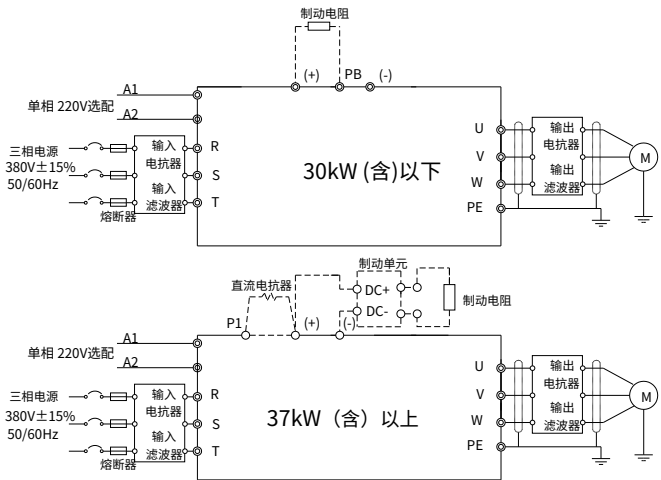 制动电阻
(+) PB (-)
A1
单相 220V选配
A2
三相电源
380V±15%
50/60Hz
熔断器
输入
电抗器
输入
滤波器
R
S
T
30kW (含)以下
U
V
W
PE
输出
电抗器
输出
滤波器
M
制动单元
直流电抗器
DC+
DC-
制动电阻
P1 (+) (-)
A1
单相 220V选配
A2
三相电源
380V±15%
50/60Hz
熔断器
输入
电抗器
输入
滤波器
R
S
T
37kW（含）以上
U
V
W
PE
输出
电抗器
输出
滤波器
M